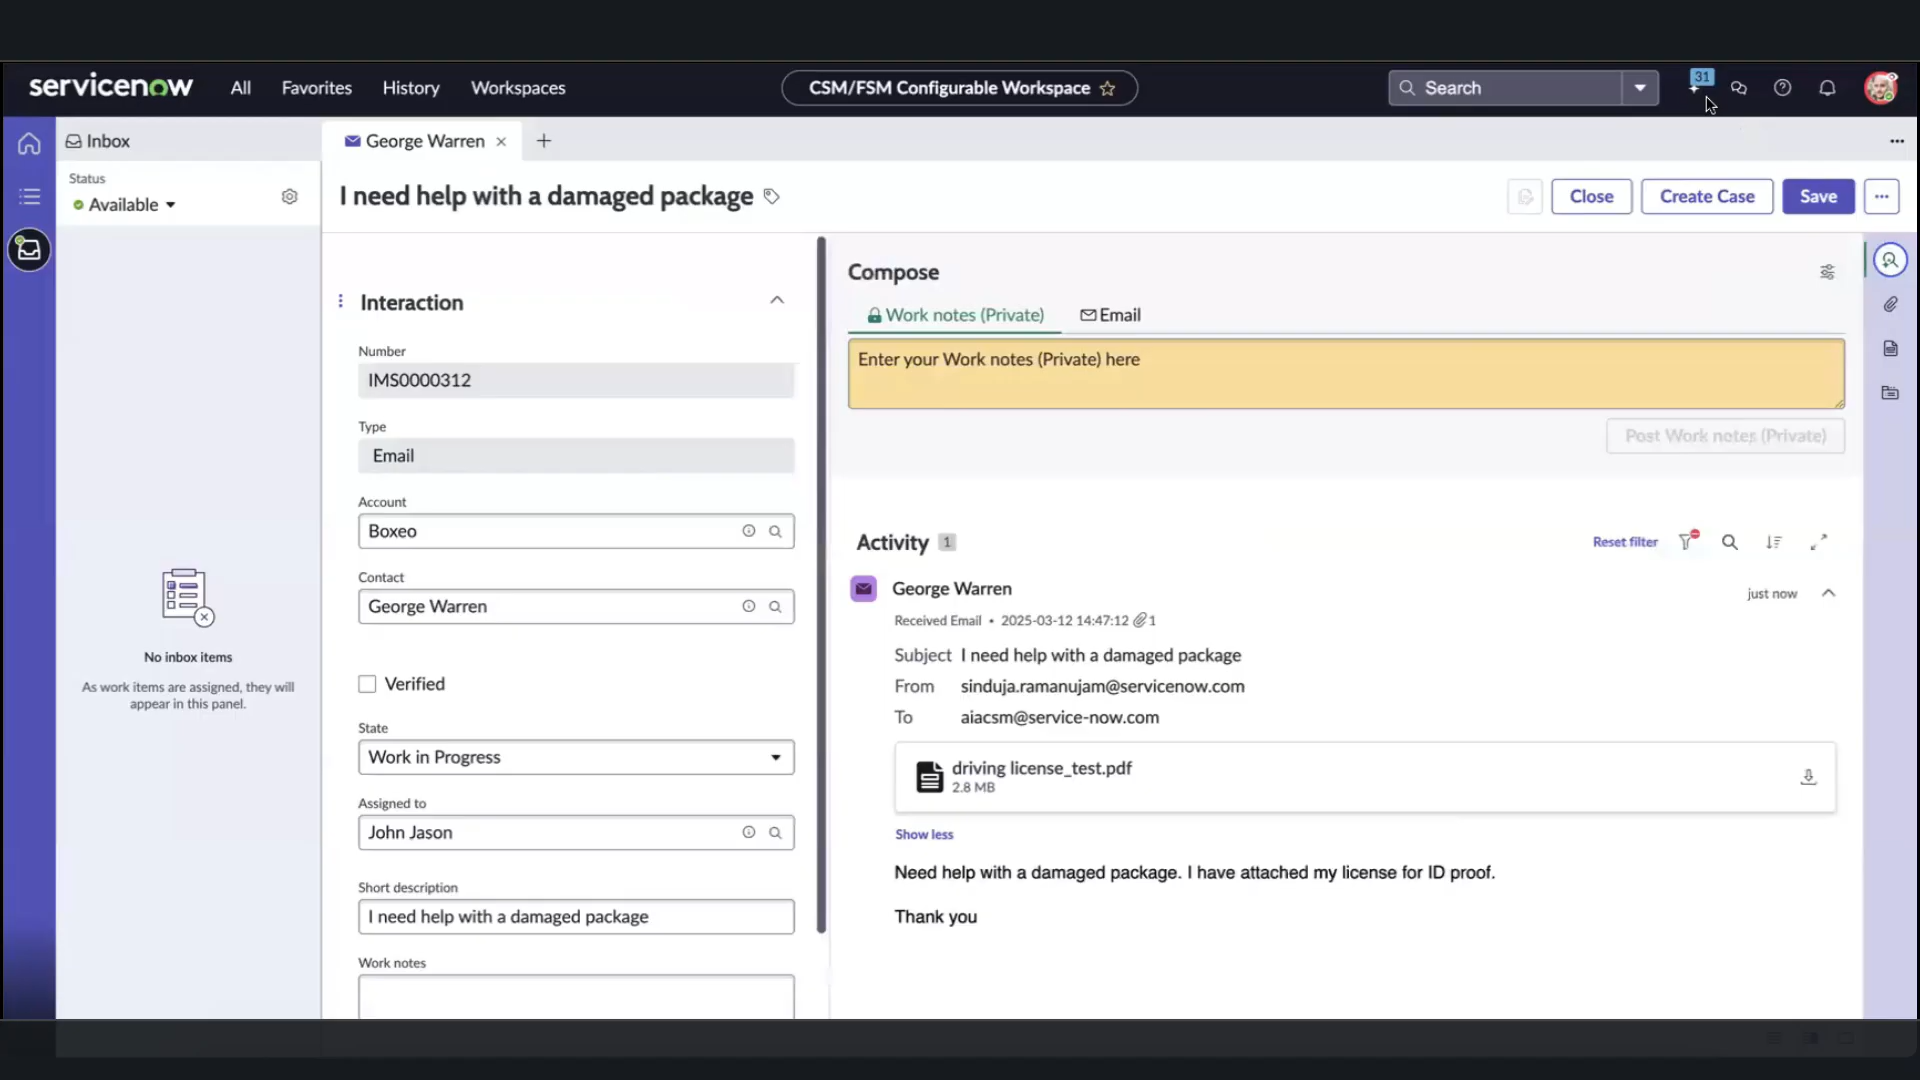 servicenow
All
Favorites
History
Workspaces
CSM/FSM Configurable Workspace
Search
31
Inbox
George Warren
Status
Available
I need help with a damaged package
Close
Create Case
Save
No inbox items
As work items are assigned, they will
appear in this panel.
Interaction
Number
IMS0000312
Type
Email
Account
Boxeo
Contact
George Warren
Verified
State
Work in Progress
Assigned to
John Jason
Short description
I need help with a damaged package
Work notes
Compose
Work notes (Private)
Email
Enter your Work notes (Private) here
Post Work notes (Private)
Activity 1
Reset filter
George Warren
just now
Received Email • 2025-03-12 14:47:12 1
Subject I need help with a damaged package
From sinduja.ramanujam@servicenow.com
To aiacsm@service-now.com
driving license_test.pdf
2.8 MB
Show less
Need help with a damaged package. I have attached my license for ID proof.
Thank you